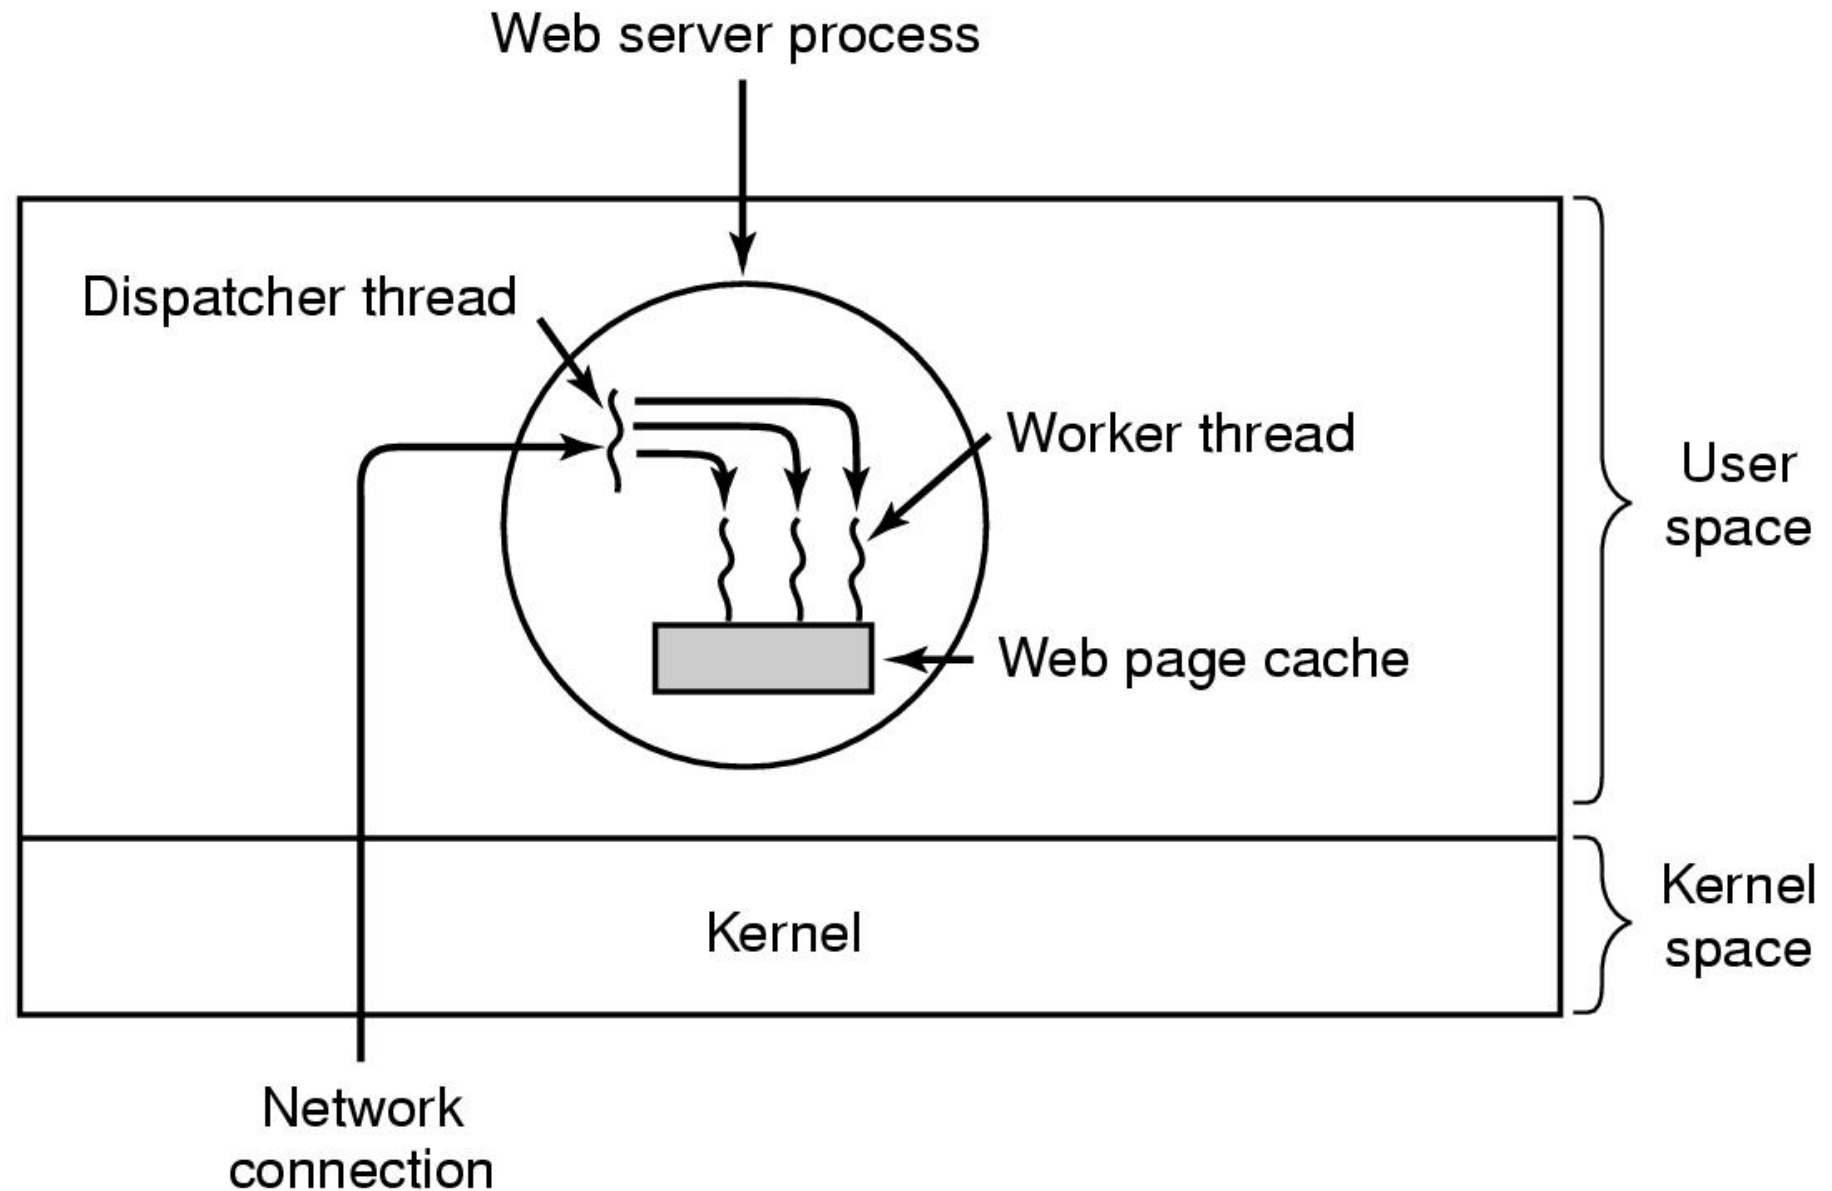 Web server process
Dispatcher thread
Worker thread
User
space
Web page cache
Kernel
Kernel
space
Network
connection